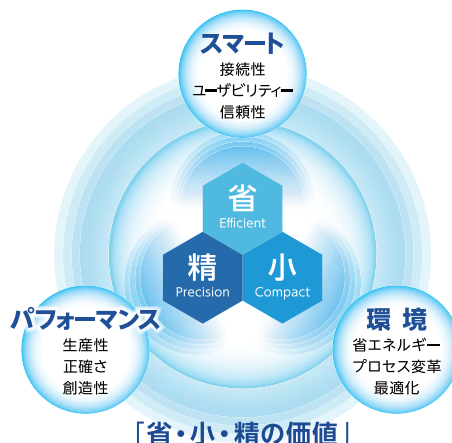 スマート
接続性
ユーザビリティー
信頼性
省
Efficient
精
Precision
小
Compact
パフォーマンス
生産性
正確さ
創造性
環境
省エネルギー
プロセス変革
最適化
「省・小・精の価値」